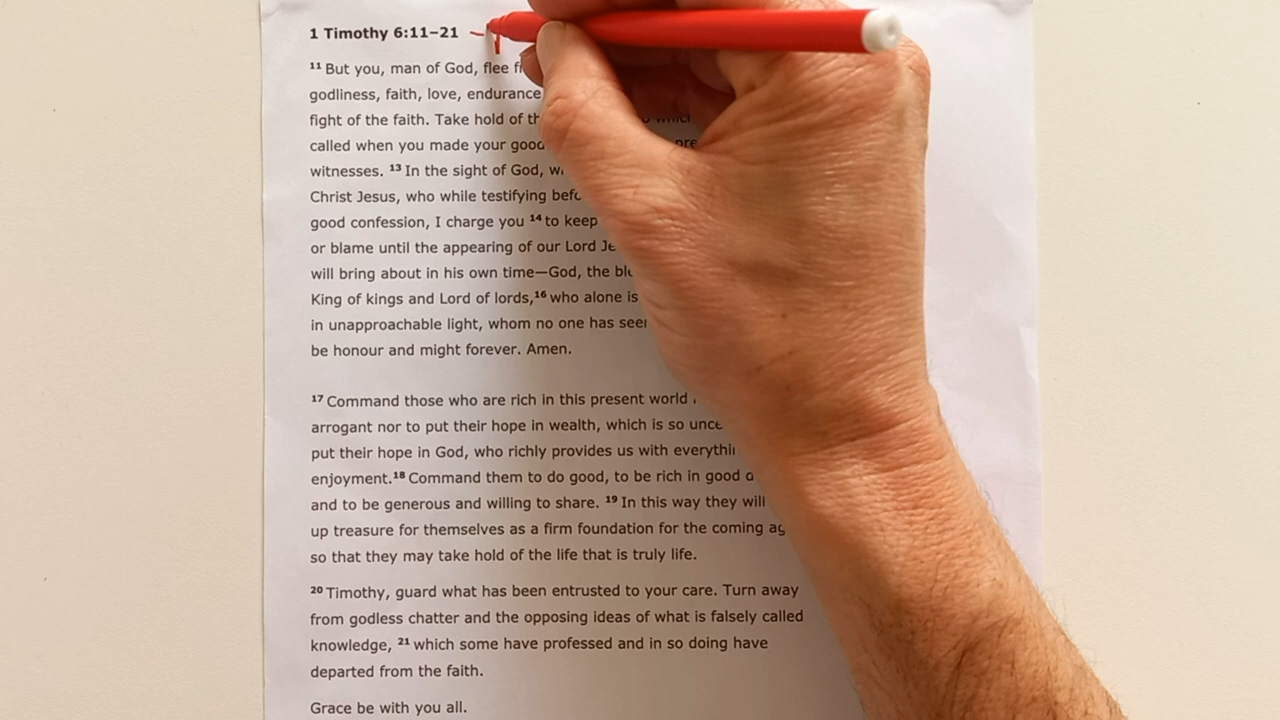 1 Timothy 6:11–21
¹¹ But you, man of God, flee
godliness, faith, love, endurance
fight of the faith. Take hold of
called when you made your good
witnesses. ¹³ In the sight of God,
Christ Jesus, who while testifying
good confession, I charge you ¹⁴ to keep
or blame until the appearing of our Lord
will bring about in his own time—God, the
King of kings and Lord of lords,¹⁶ who alone is
in unapproachable light, whom no one has seen
be honour and might forever. Amen.
¹⁷ Command those who are rich in this present world
arrogant nor to put their hope in wealth, which is so
put their hope in God, who richly provides us with
enjoyment.¹⁸ Command them to do good, to be rich in good
and to be generous and willing to share. ¹⁹ In this way they will
up treasure for themselves as a firm foundation for the coming
so that they may take hold of the life that is truly life.
²⁰ Timothy, guard what has been entrusted to your care. Turn away
from godless chatter and the opposing ideas of what is falsely called
knowledge, ²¹ which some have professed and in so doing have
departed from the faith.
Grace be with you all.